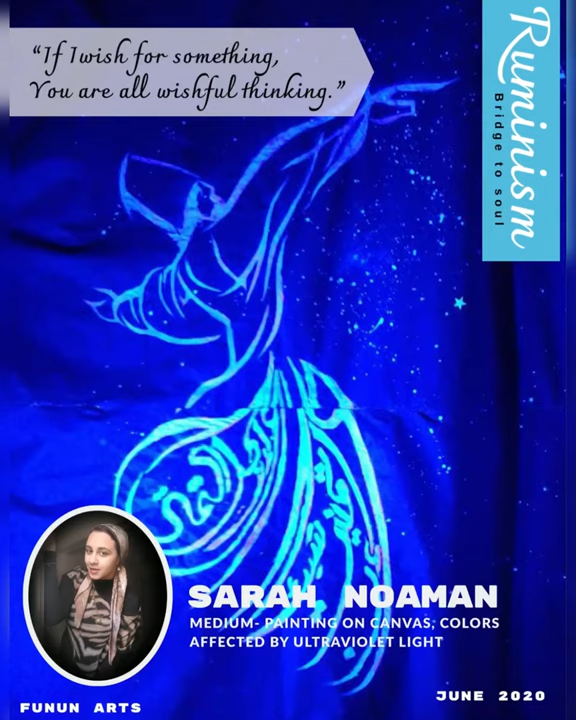 “If I wish for something,
You are all wishful thinking.”
Ruminism
Bridge to soul
SARAH NOAMAN
MEDIUM- PAINTING ON CANVAS, COLORS
AFFECTED BY ULTRAVIOLET LIGHT
JUNE 2020
FUNUN ARTS